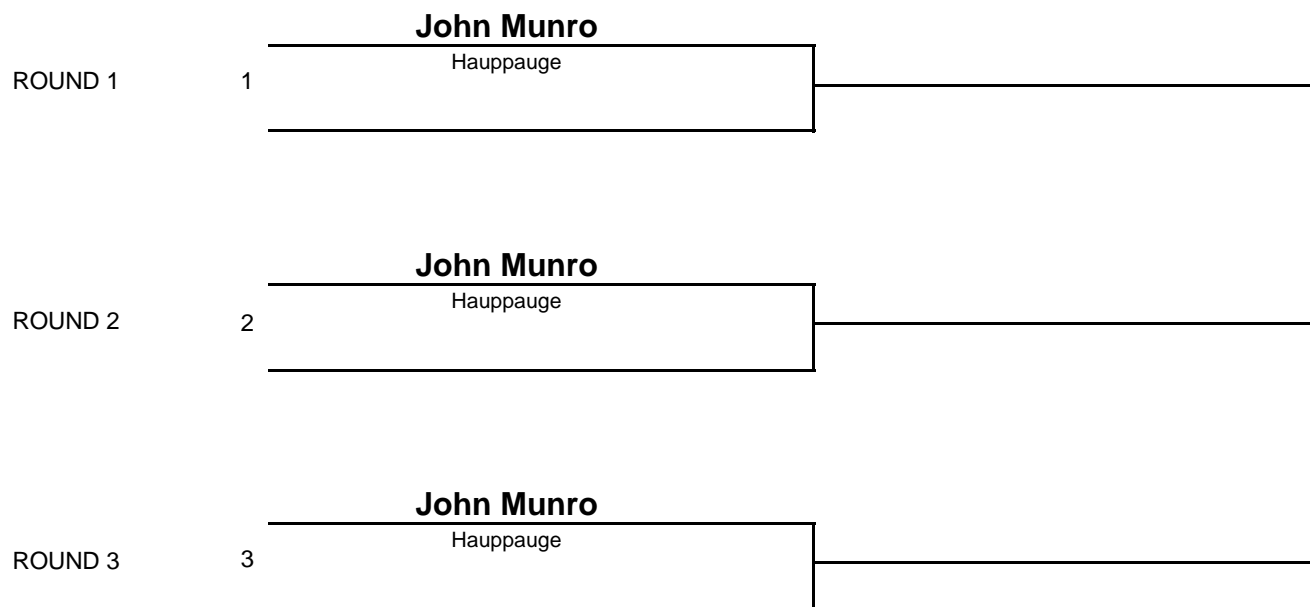 John Munro
Hauppauge
ROUND 1 1
John Munro
Hauppauge
ROUND 2 2
John Munro
Hauppauge
ROUND 3 3